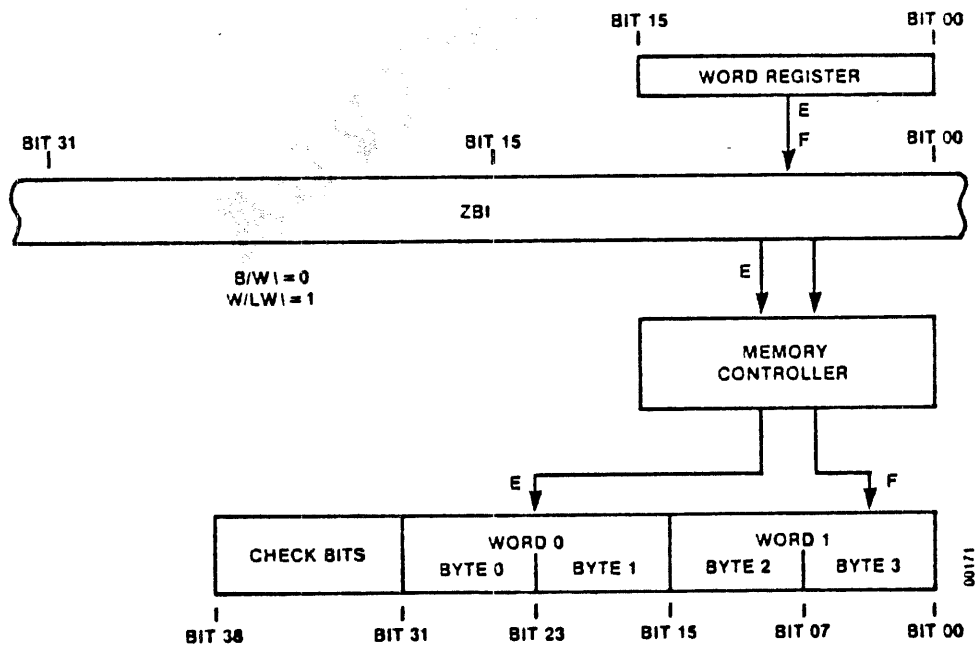 BIT 15 BIT 00
WORD REGISTER
E
F
BIT 31 BIT 15 BIT 00
ZBI
B/W\=0
W/LW\=1
E
MEMORY
CONTROLLER
E F
CHECK BITS WORD 0 WORD 1
BYTE 0 BYTE 1 BYTE 2 BYTE 3
BIT 38 BIT 31 BIT 23 BIT 15 BIT 07 BIT 00
00171